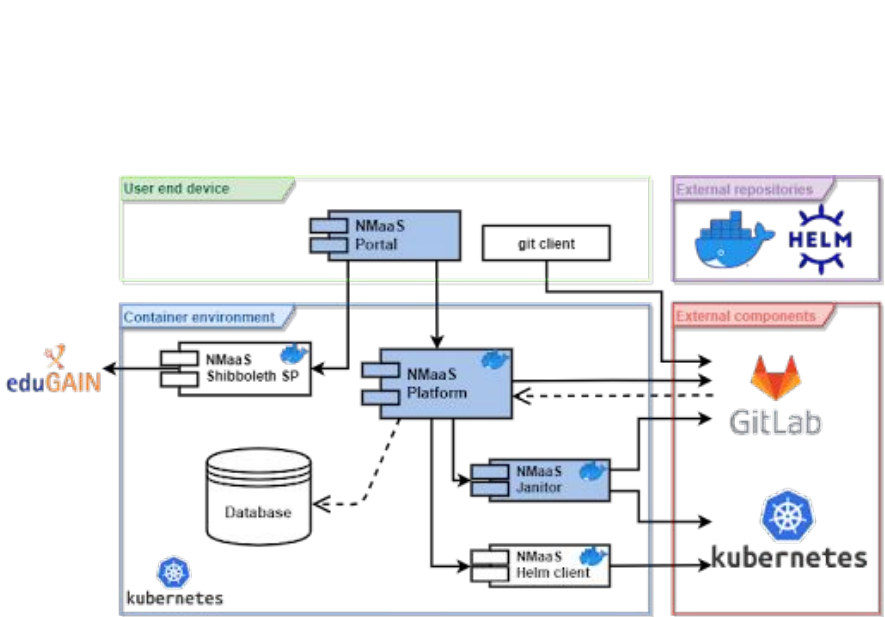 User end device
External repositories
NMaaS
Portal
git client
HELM
Container environment
External components
NMaaS
Shibboleth SP
eduGAIN
NMaaS
Platform
GitLab
NMaaS
Janitor
Database
kubernetes
NMaaS
Helm client
kubernetes